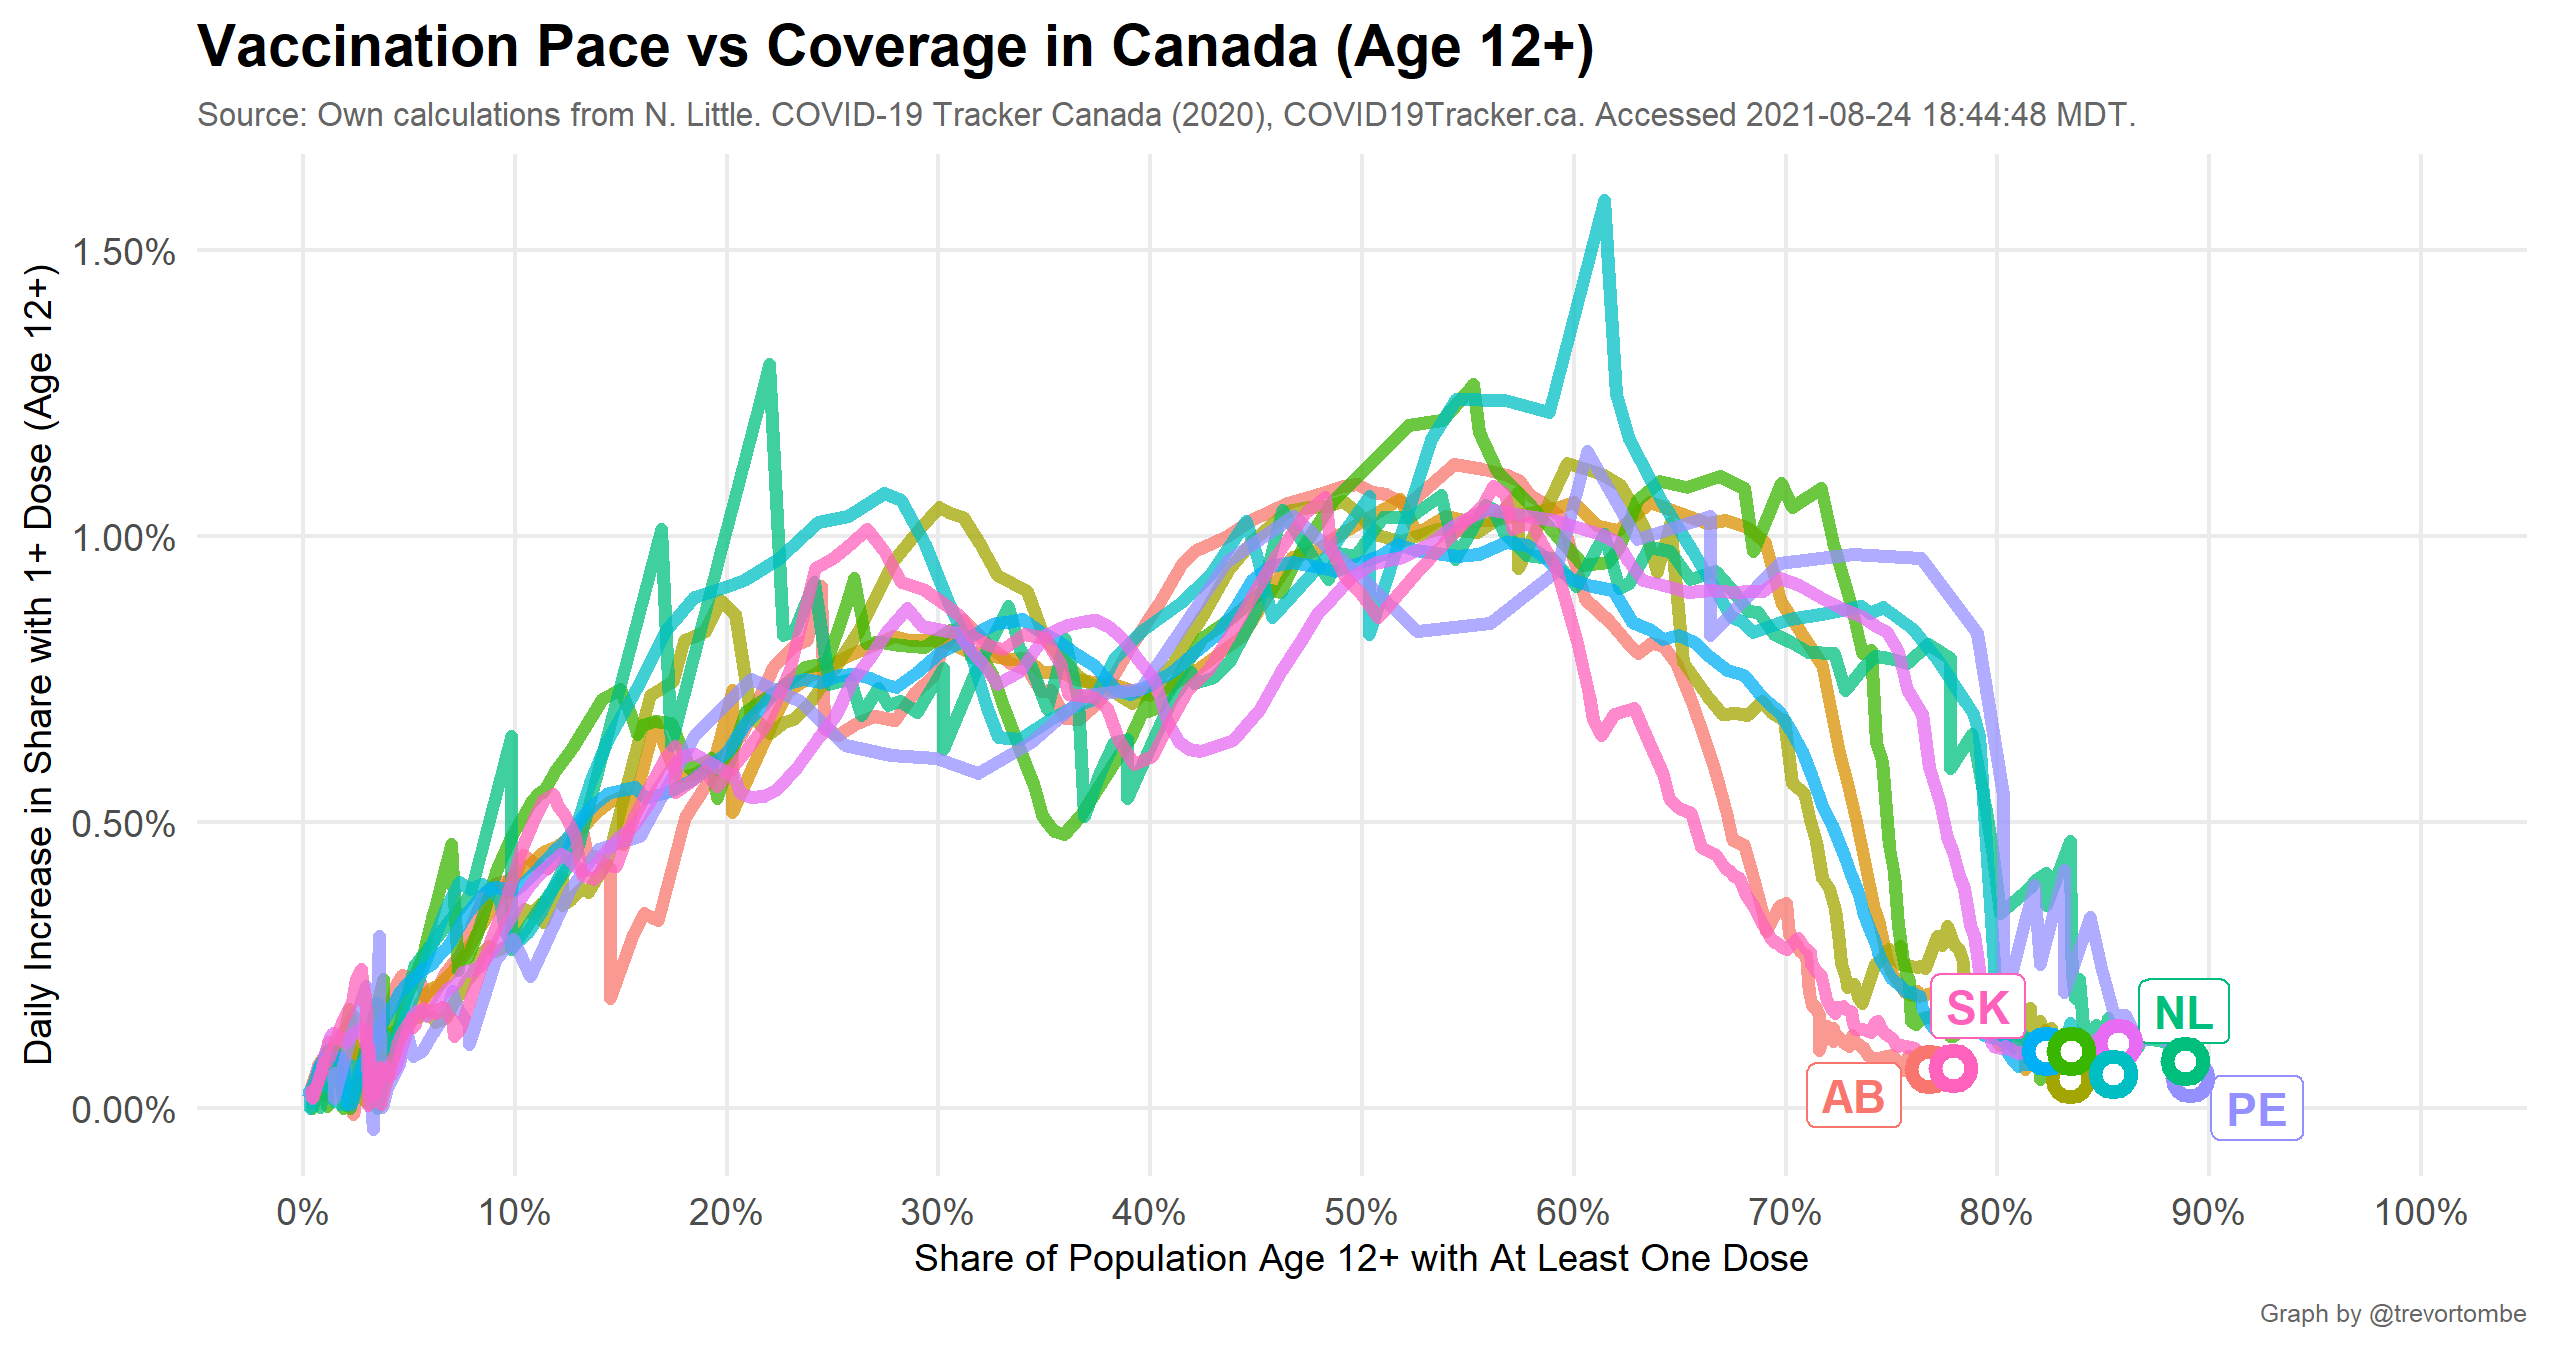 Vaccination Pace vs Coverage in Canada (Age 12+)
Source: Own calculations from N. Little. COVID-19 Tracker Canada (2020), COVID19Tracker.ca. Accessed 2021-08-24 18:44:48 MDT.
Daily Increase in Share with 1+ Dose (Age 12+)
1.50%
1.00%
0.50%
0.00%
SK
NL
AB
PE
0% 10% 20% 30% 40% 50% 60% 70% 80% 90% 100%
Share of Population Age 12+ with At Least One Dose
Graph by @trevortombe